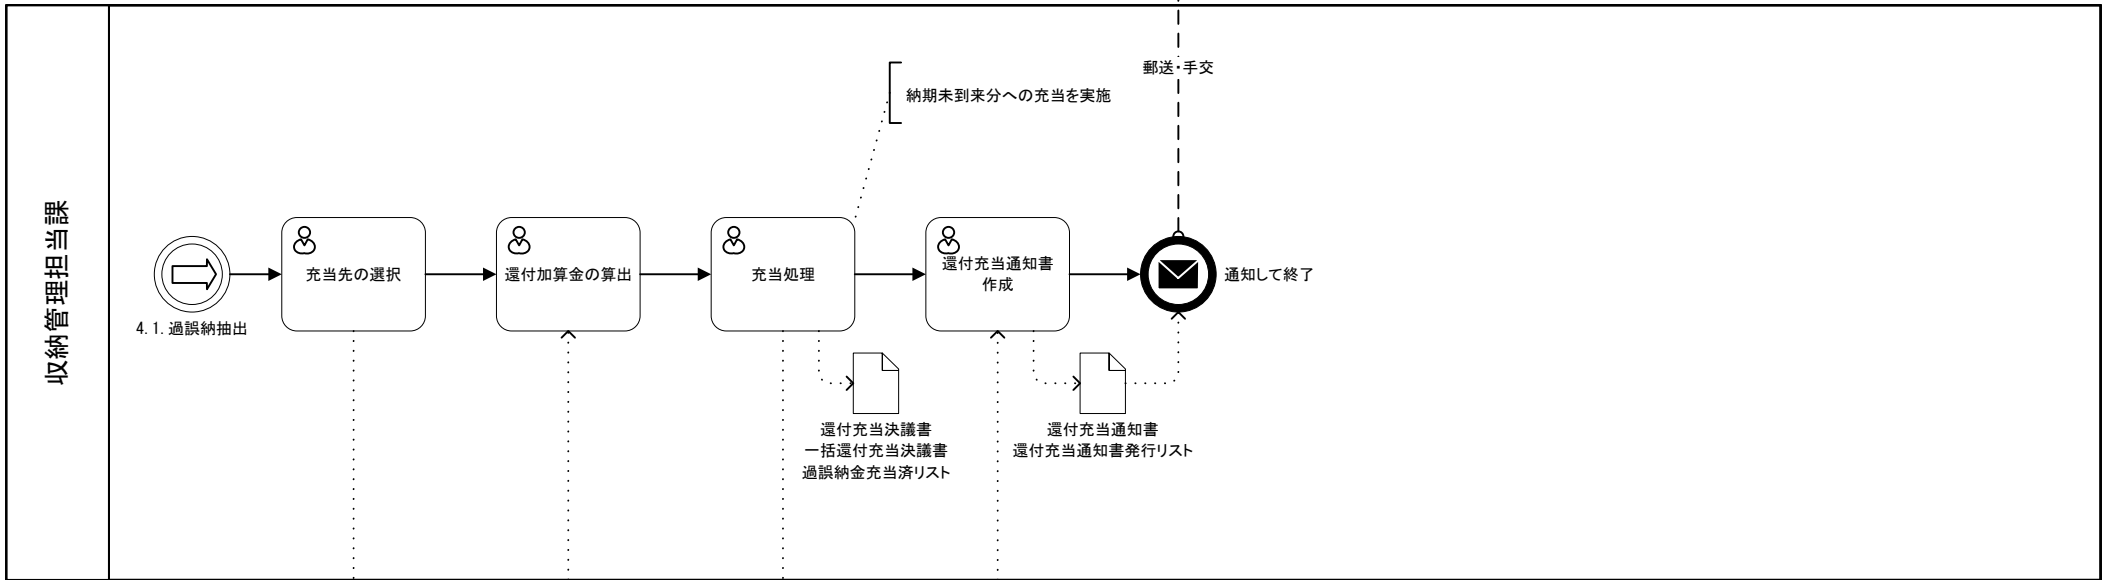 収納管理担当課
郵送・手交
納期未到来分への充当を実施
4.1.過誤納抽出
充当先の選択
還付加算金の算出
充当処理
還付充当通知書
作成
通知して終了
還付充当決議書
一括還付充当決議書
過誤納金充当済リスト
還付充当通知書
還付充当通知書発行リスト